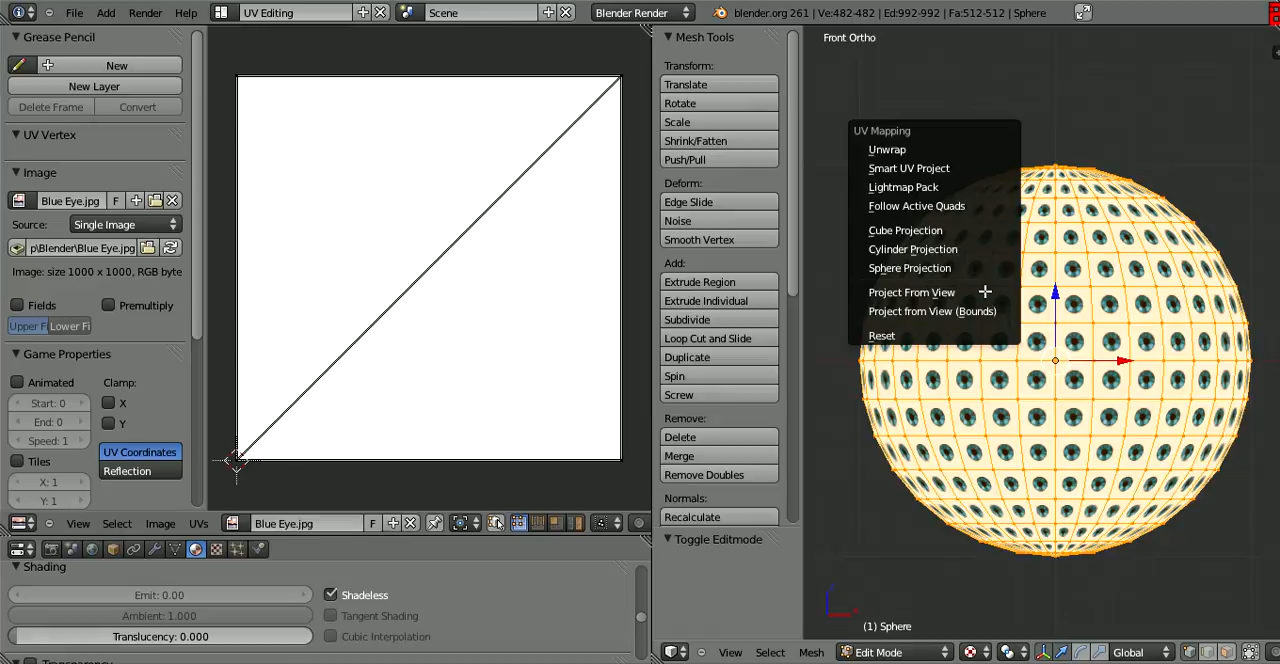 File Add Render Help UV Editing Scene Blender Render blender.org 261 | Ve:482-482 | Ed:992-992 | Fa:512-512 | Sphere
Grease Pencil
New
New Layer
Delete Frame Convert
UV Vertex
Image
Blue Eye.jpg F
Source: Single Image
p\Blender\Blue Eye.jpg
Image: size 1000 x 1000, RGB byte
Fields Premultiply
Upper Fi Lower Fi
Game Properties
Animated Clamp:
Start: 0 X
End: 0 Y
Speed: 1 UV Coordinates
Tiles Reflection
X: 1
Y: 1
View Select Image UVs Blue Eye.jpg F
Shading
Emit: 0.00 Shadeless
Ambient: 1.000 Tangent Shading
Translucency: 0.000 Cubic Interpolation
Mesh Tools
Transform:
Translate
Rotate
Scale
Shrink/Fatten
Push/Pull
Deform:
Edge Slide
Noise
Smooth Vertex
Add:
Extrude Region
Extrude Individual
Subdivide
Loop Cut and Slide
Duplicate
Spin
Screw
Remove:
Delete
Merge
Remove Doubles
Normals:
Recalculate
Toggle Editmode
Front Ortho
UV Mapping
Unwrap
Smart UV Project
Lightmap Pack
Follow Active Quads
Cube Projection
Cylinder Projection
Sphere Projection
Project From View
Project from View (Bounds)
Reset
(1) Sphere
View Select Mesh Edit Mode Global